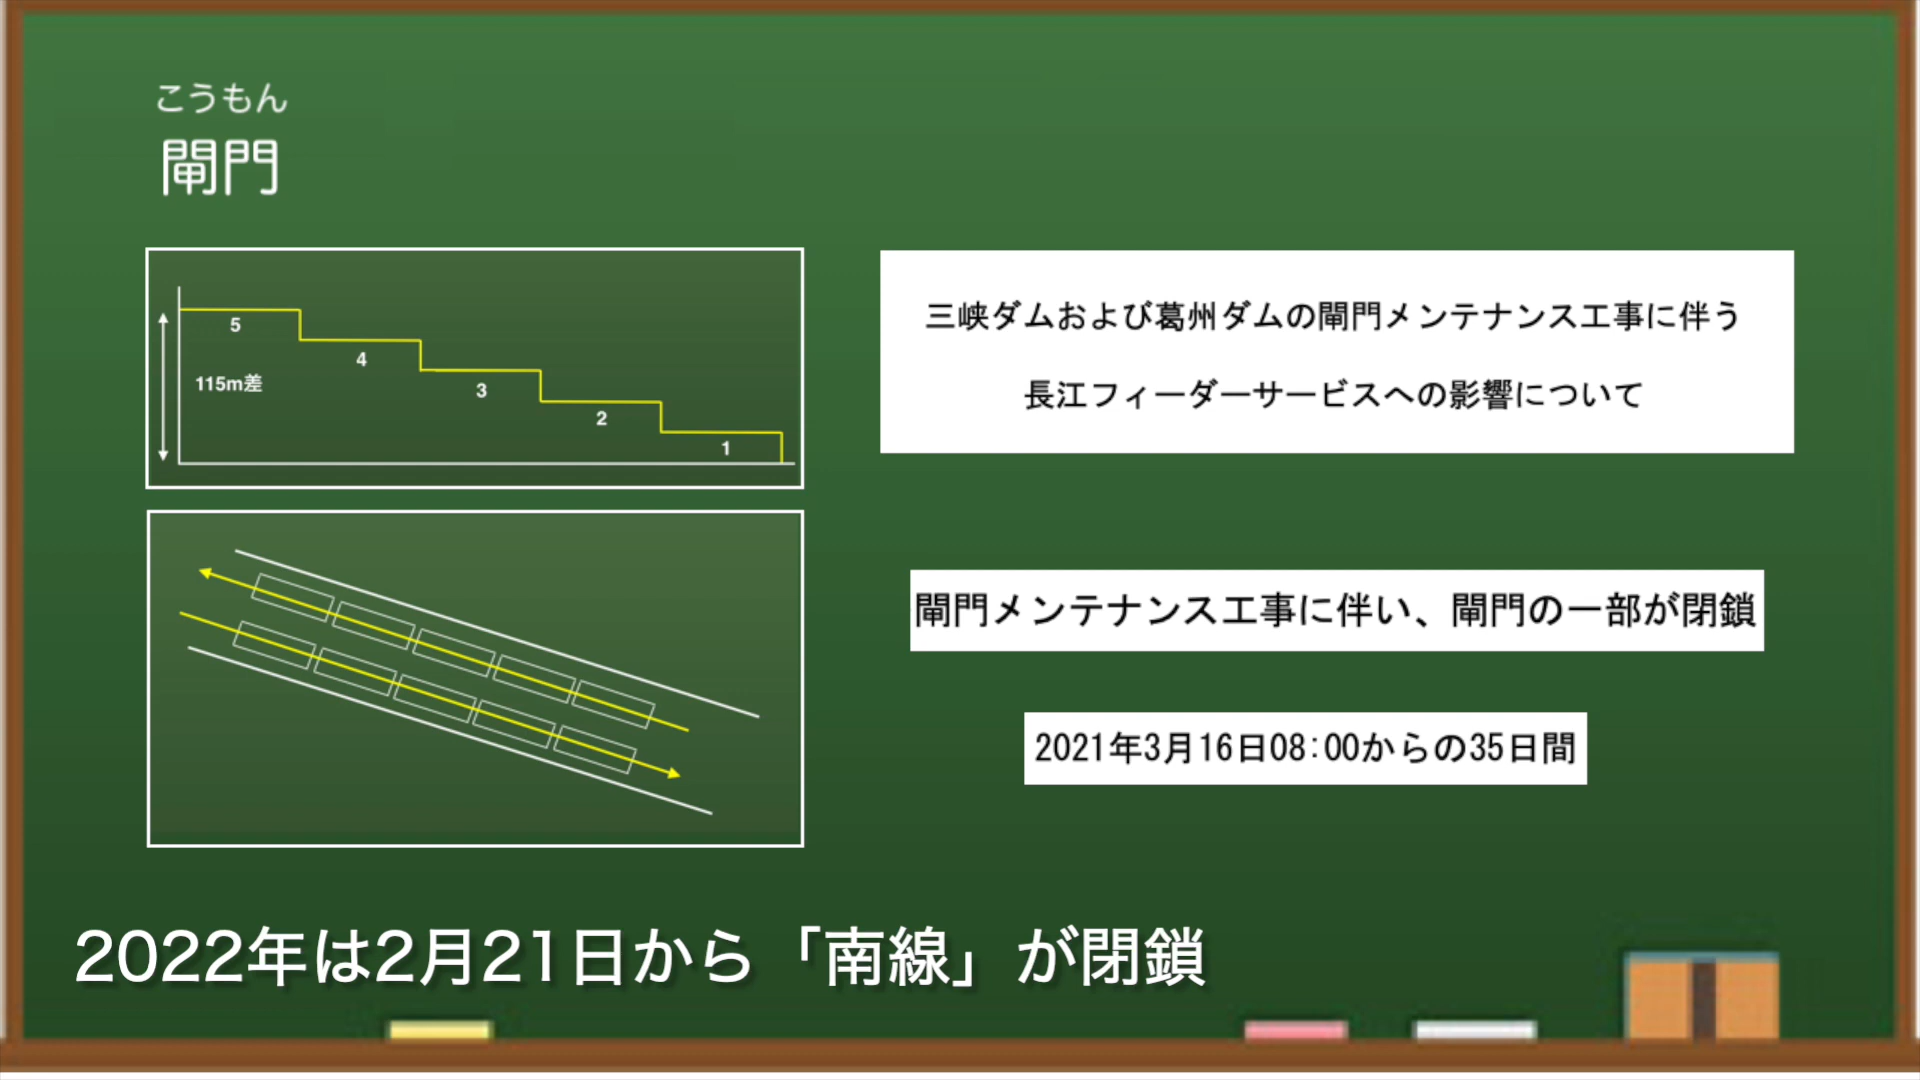 こうもん
閘門
5
4
115m差
3
2
1
三峡ダムおよび葛州ダムの閘門メンテナンス工事に伴う
長江フィーダーサービスへの影響について
閘門メンテナンス工事に伴い、閘門の一部が閉鎖
2021年3月16日08:00からの35日間
2022年は2月21日から「南線」が閉鎖